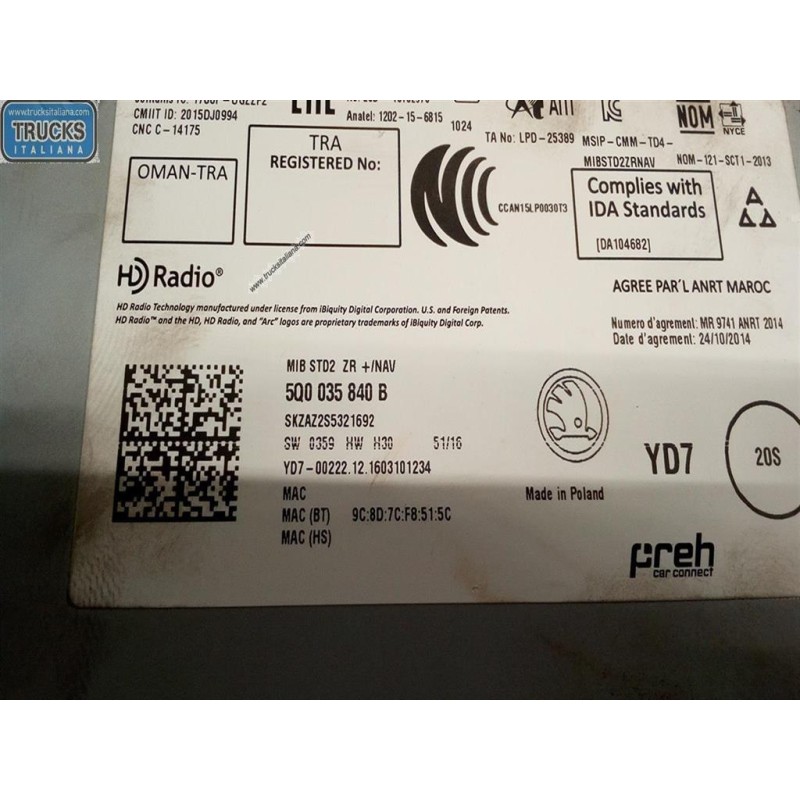 www.trucksitaliana.com
TRUCKS
ITALIANA
CMIIT ID: 2015DJ0994
CNC C-14175
Anatel: 1202-15-6815
1024
TA No: LPD-25389
MSIP-CMM-TD4-
MIBSTD2ZRNAV
NOM
NYCE
NOM-121-SCT1-2013
OMAN-TRA
TRA
REGISTERED No:
CCAN15LP0030T3
Complies with
IDA Standards
[DA104682]
www.trucksitaliana.com
HD Radio®
HD Radio Technology manufactured under license from iBiquity Digital Corporation. U.S. and Foreign Patents.
HD Radio™ and the HD, HD Radio, and "Arc" logos are proprietary trademarks of iBiquity Digital Corp.
AGREE PAR'L ANRT MAROC
Numero d'agrement: MR 9741 ANRT 2014
Date d'agrement: 24/10/2014
MIB STD2 ZR +/NAV
5Q0 035 840 B
SKZAZ2S5321692
SW 0359 HW H30 51/16
YD7-00222.12.1603101234
MAC
MAC (BT) 9C:8D:7C:F8:51:5C
MAC (HS)
Made in Poland
YD7
20S
preh
car connect